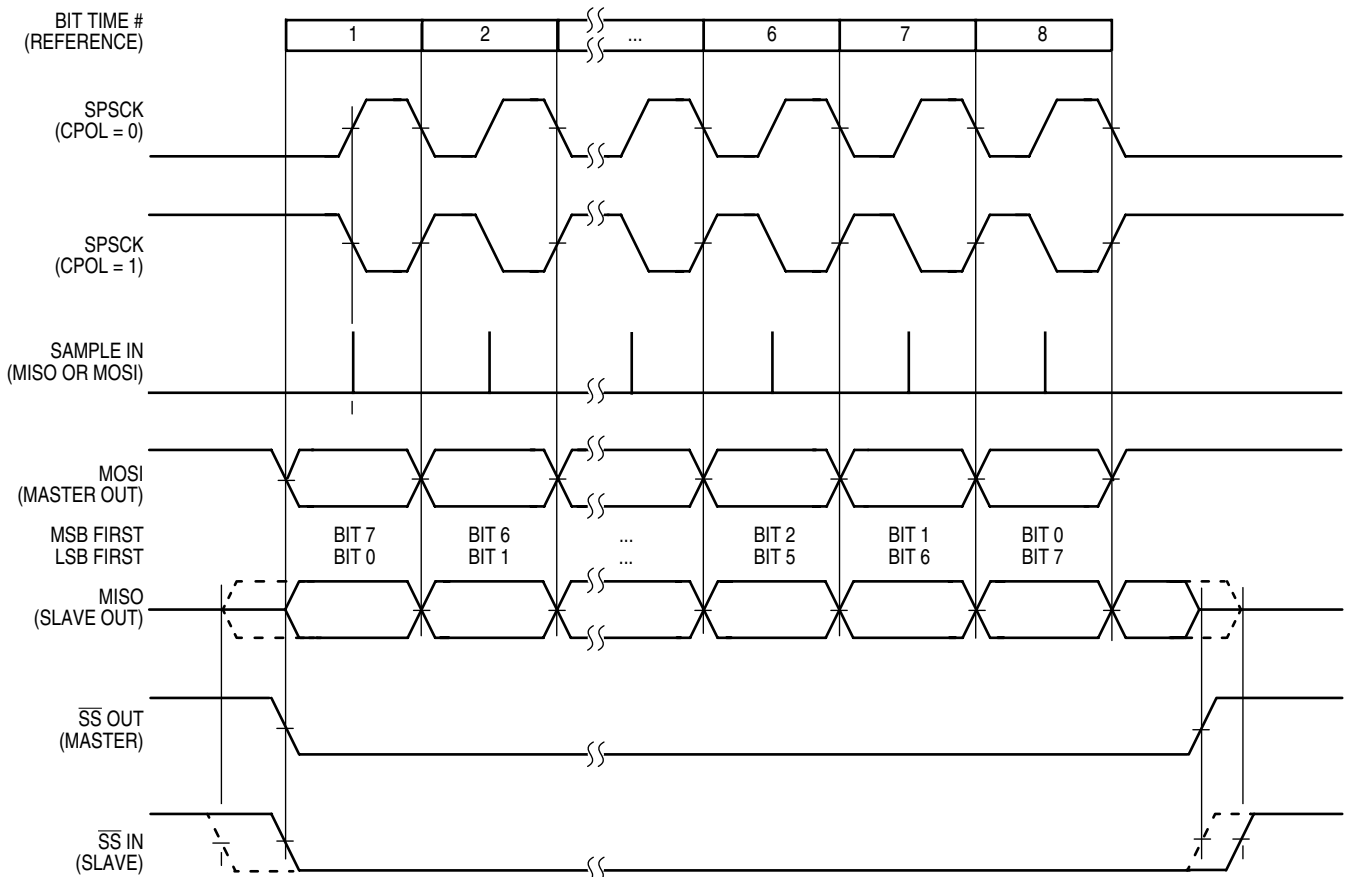 BIT TIME #
(REFERENCE)
1 2 ... 6 7 8
SPSCK
(CPOL = 0)
SPSCK
(CPOL = 1)
SAMPLE IN
(MISO OR MOSI)
MOSI
(MASTER OUT)
MSB FIRST BIT 7 BIT 6 ... BIT 2 BIT 1 BIT 0
LSB FIRST BIT 0 BIT 1 ... BIT 5 BIT 6 BIT 7
MISO
(SLAVE OUT)
S̅S̅ OUT
(MASTER)
S̅S̅ IN
(SLAVE)